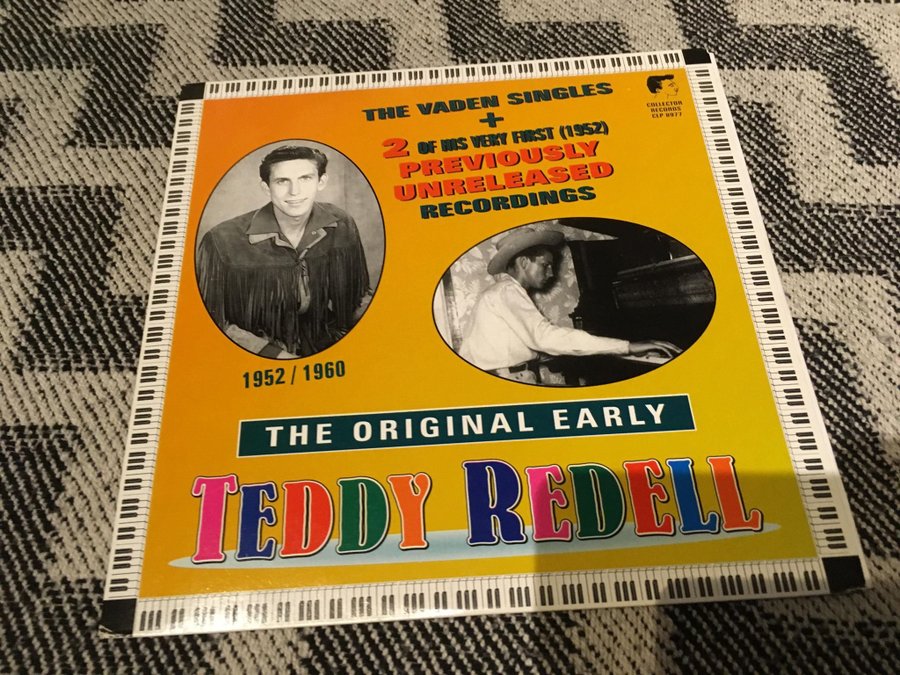 THE VADEN SINGLES
+
2 OF HIS VERY FIRST (1952)
PREVIOUSLY
UNRELEASED
RECORDINGS
COLLECTOR
RECORDS
CLP 8977
1952 / 1960
THE ORIGINAL EARLY
TEDDY REDELL